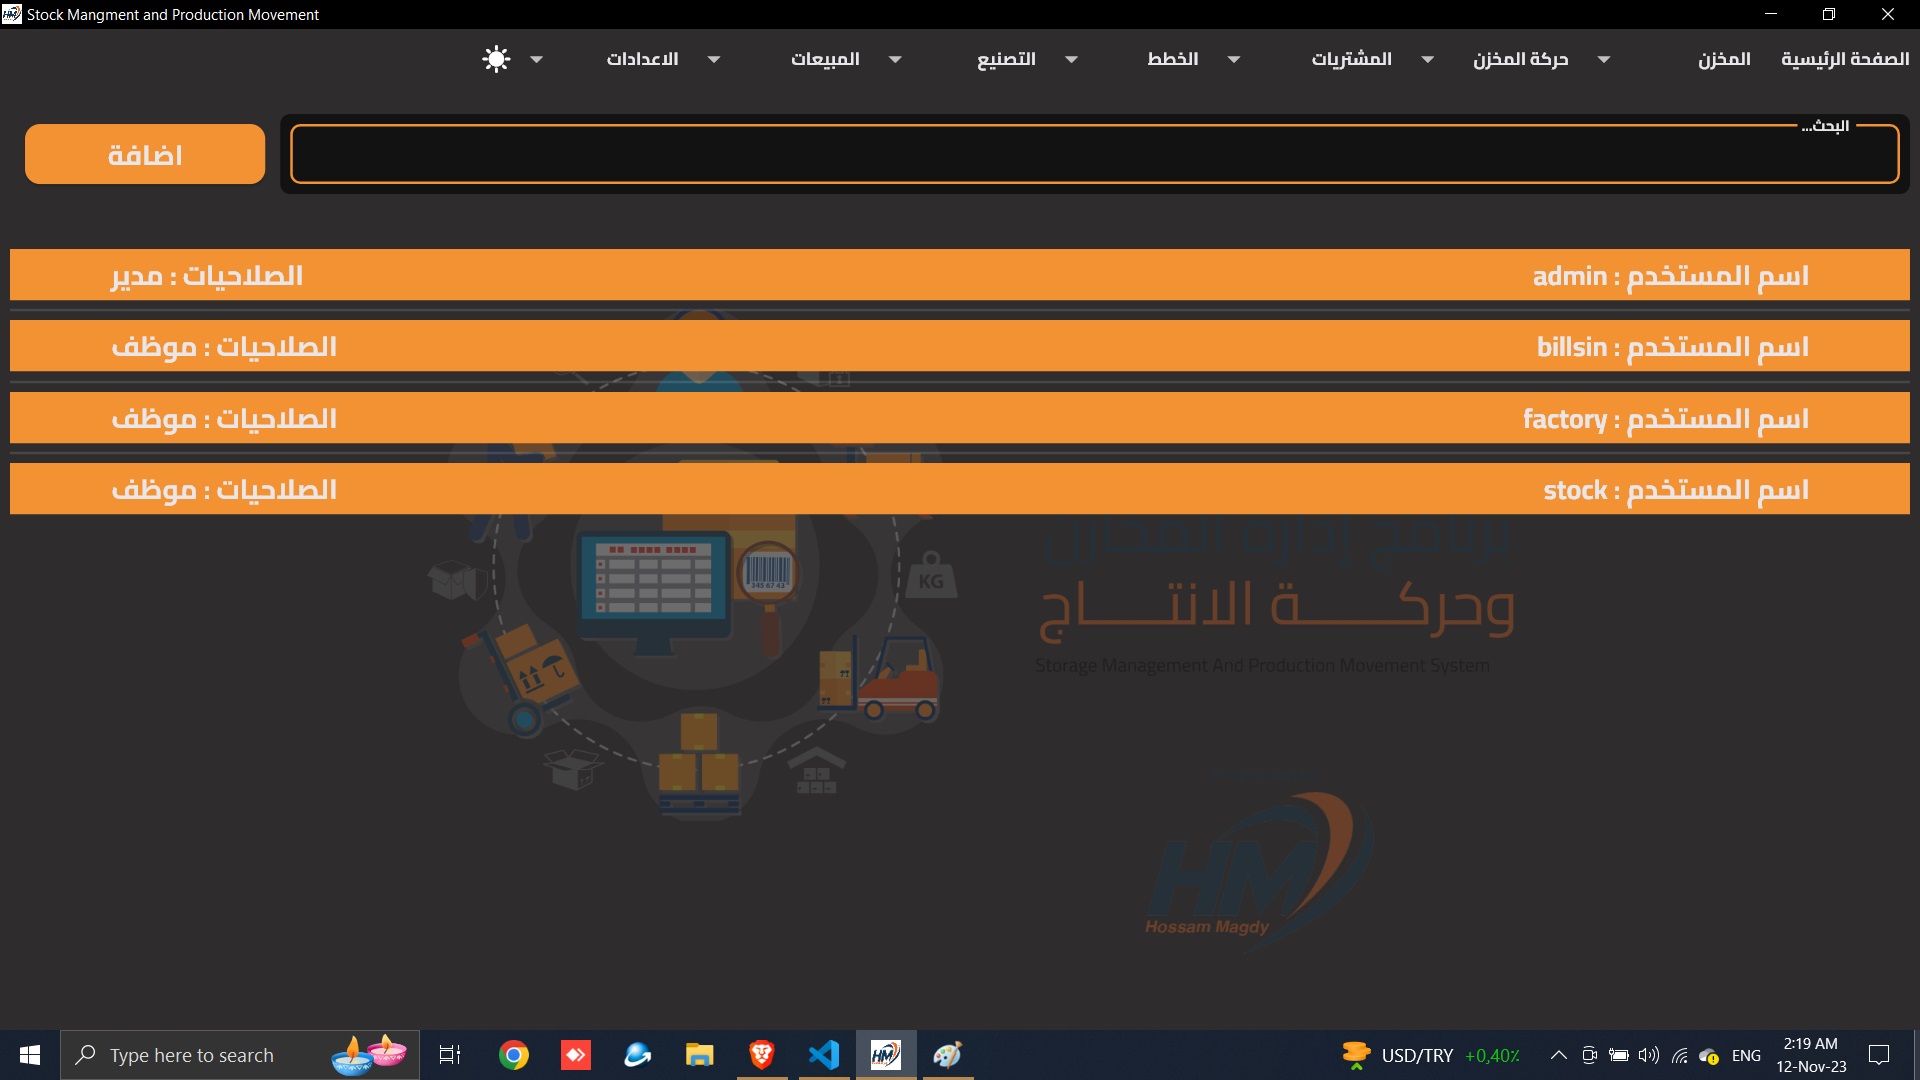 Stock Mangment and Production Movement
الصفحة الرئيسية المخزن حركة المخزن المشتريات الخطط التصنيع المبيعات الاعدادات
البحث...
اضافة
اسم المستخدم : admin الصلاحيات : مدير
اسم المستخدم : billsin الصلاحيات : موظف
اسم المستخدم : factory الصلاحيات : موظف
اسم المستخدم : stock الصلاحيات : موظف
برنامج إدارة المخازن
وحركة الانتاج
Storage Management And Production Movement System
KG
345 67 43
HM
Hossam Magdy
Type here to search
USD/TRY +0,40%
ENG
2:19 AM
12-Nov-23